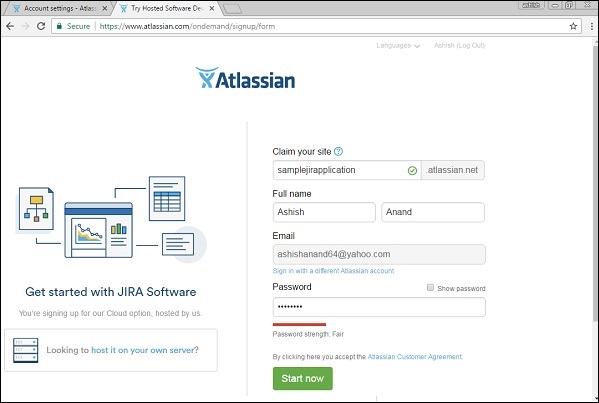 Account settings - Atlass
Try Hosted Software Dev
ashish
Secure
https://www.atlassian.com/ondemand/signup/form
Languages
Ashish (Log Out)
Atlassian
Claim your site
samplejirapplication
.atlassian.net
Full name
Ashish
Anand
Email
ashishanand64@yahoo.com
Sign in with a different Atlassian account
Password
Show password
••••••••
Password strength: Fair
By clicking here you accept the Atlassian Customer Agreement.
Start now
Get started with JIRA Software
You're signing up for our Cloud option, hosted by us.
Looking to host it on your own server?